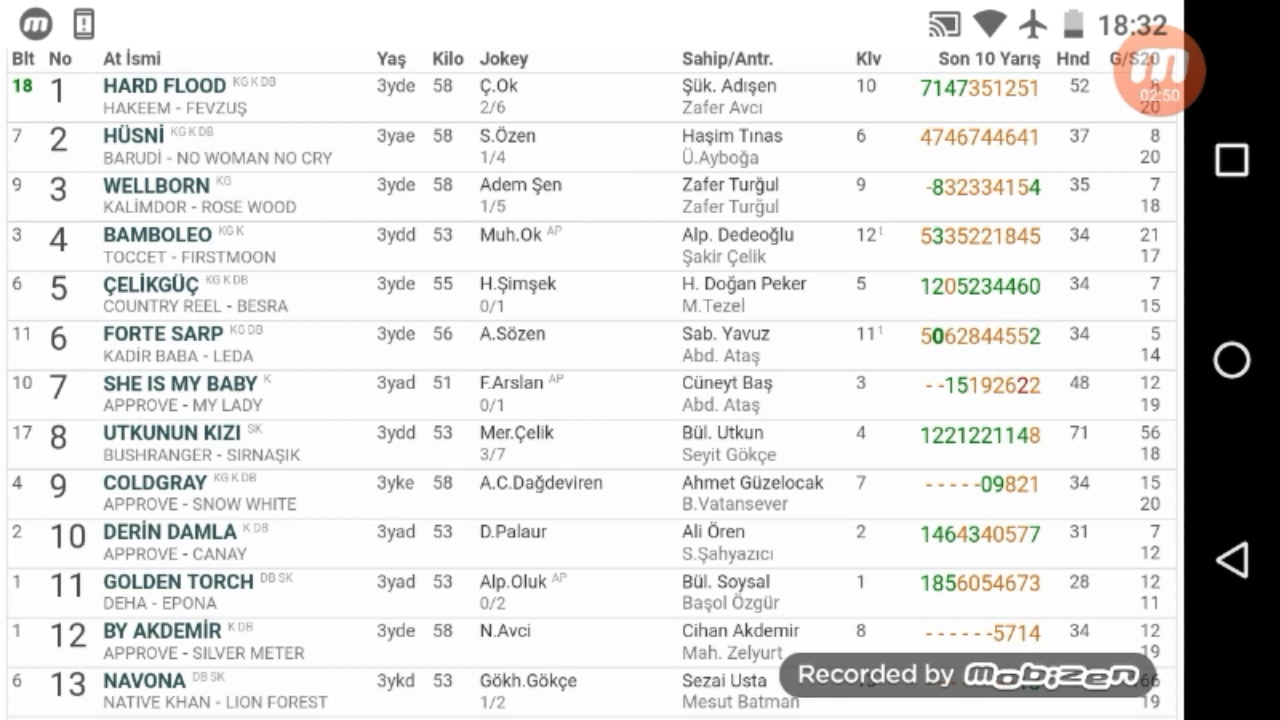 18:32
Blt No At İsmi Yaş Kilo Jokey Sahip/Antr. Klv Son 10 Yarış Hnd G/S20
02:50
18 1 HARD FLOOD KG K DB 3yde 58 Ç.Ok Şük. Adışen 10 7147351251 52
HAKEEM - FEVZUŞ 2/6 Zafer Avcı 20
7 2 HÜSNİ KG K DB 3yae 58 S.Özen Haşim Tınas 6 4746744641 37 8
BARUDİ - NO WOMAN NO CRY 1/4 Ü.Ayboğa 20
9 3 WELLBORN KG 3yde 58 Adem Şen Zafer Turğul 9 -832334154 35 7
KALİMDOR - ROSE WOOD 1/5 Zafer Turğul 18
3 4 BAMBOLEO KG K 3ydd 53 Muh.Ok AP Alp. Dedeoğlu 12¹ 5335221845 34 21
TOCCET - FIRSTMOON Şakir Çelik 17
6 5 ÇELİKGÜÇ KG K DB 3yde 55 H.Şimşek H. Doğan Peker 5 1205234460 34 7
COUNTRY REEL - BESRA 0/1 M.Tezel 15
11 6 FORTE SARP KG DB 3yde 56 A.Sözen Sab. Yavuz 11¹ 5062844552 34 5
KADİR BABA - LEDA Abd. Ataş 14
10 7 SHE IS MY BABY K 3yad 51 F.Arslan AP Cüneyt Baş 3 - -15192622 48 12
APPROVE - MY LADY 0/1 Abd. Ataş 19
17 8 UTKUNUN KIZI SK 3ydd 53 Mer.Çelik Bül. Utkun 4 1221221148 71 56
BUSHRANGER - SIRNAŞIK 3/7 Seyit Gökçe 18
4 9 COLDGRAY KG K DB 3yke 58 A.C.Dağdeviren Ahmet Güzelocak 7 - - - - -09821 34 15
APPROVE - SNOW WHITE B.Vatansever 20
2 10 DERİN DAMLA K DB 3yad 53 D.Palaur Ali Ören 2 1464340577 31 7
APPROVE - CANAY S.Şahyazıcı 12
1 11 GOLDEN TORCH DB SK 3yad 53 Alp.Oluk AP Bül. Soysal 1 1856054673 28 12
DEHA - EPONA 0/2 Başol Özgür 11
1 12 BY AKDEMİR K DB 3yde 58 N.Avci Cihan Akdemir 8 - - - - - -5714 34 12
APPROVE - SILVER METER Mah. Zelyurt 19
6 13 NAVONA DB SK 3ykd 53 Gökh.Gökçe Sezai Usta
NATIVE KHAN - LION FOREST 1/2 Mesut Batman 19
Recorded by mobizen